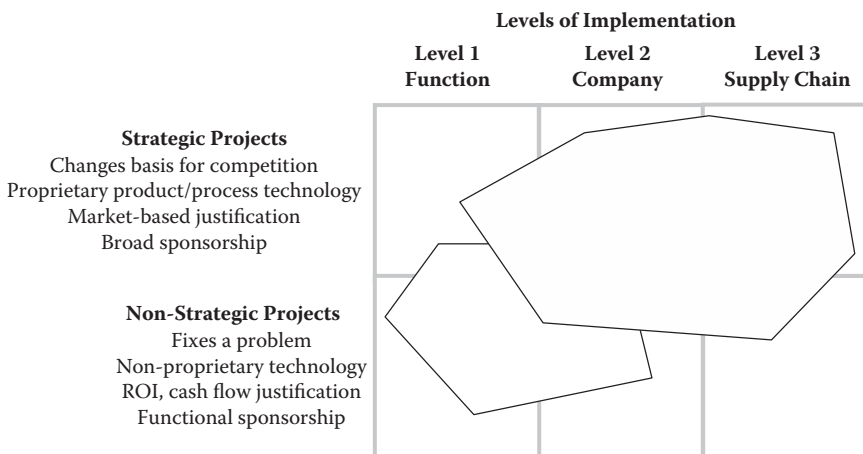 Levels of Implementation
Level 1
Function
Level 2
Company
Level 3
Supply Chain
Strategic Projects
Changes basis for competition
Proprietary product/process technology
Market-based justification
Broad sponsorship
Non-Strategic Projects
Fixes a problem
Non-proprietary technology
ROI, cash flow justification
Functional sponsorship